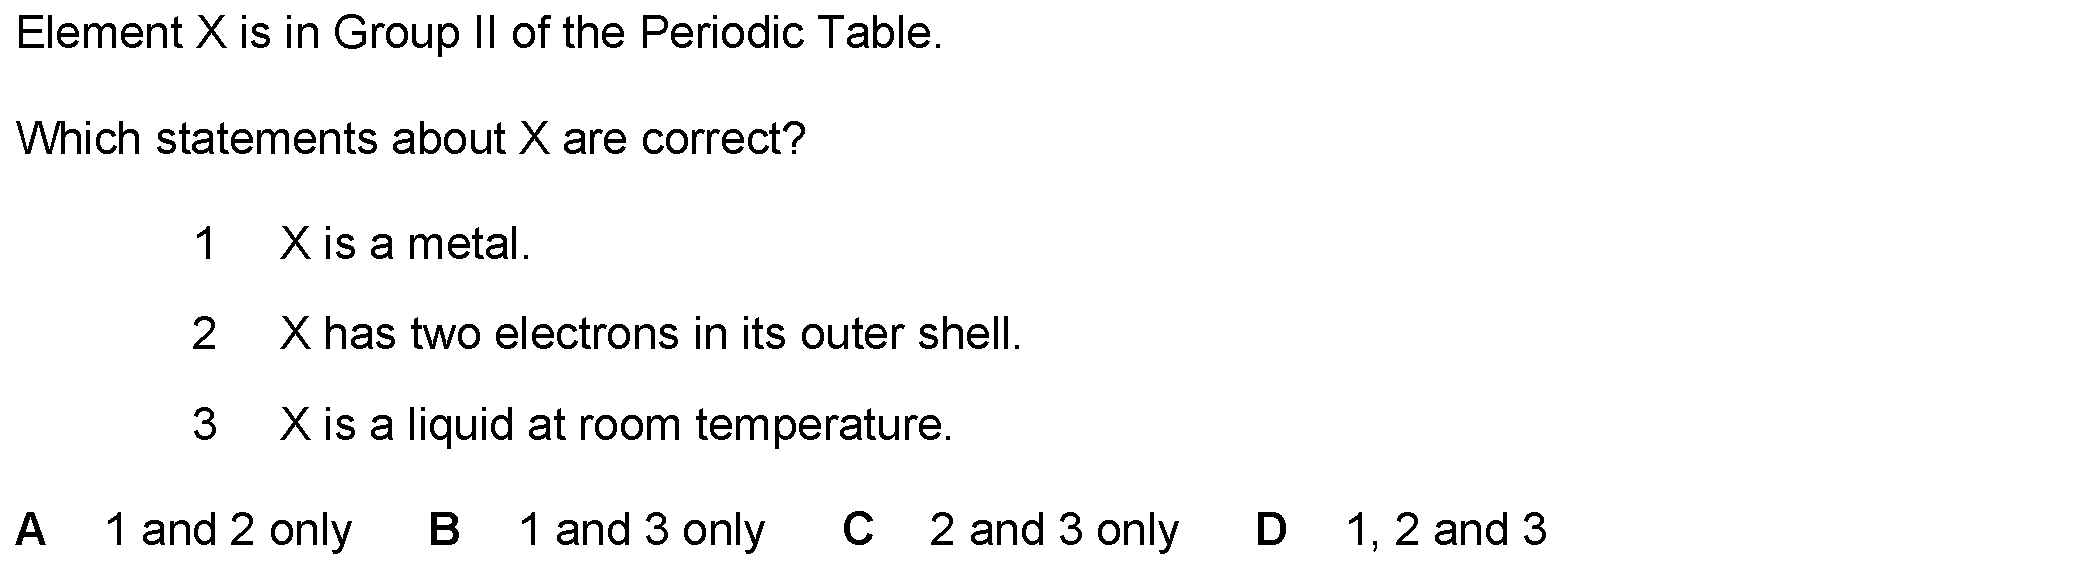 Element X is in Group II of the Periodic Table.
Which statements about X are correct?
1 X is a metal.
2 X has two electrons in its outer shell.
3 X is a liquid at room temperature.
A 1 and 2 only B 1 and 3 only C 2 and 3 only D 1, 2 and 3